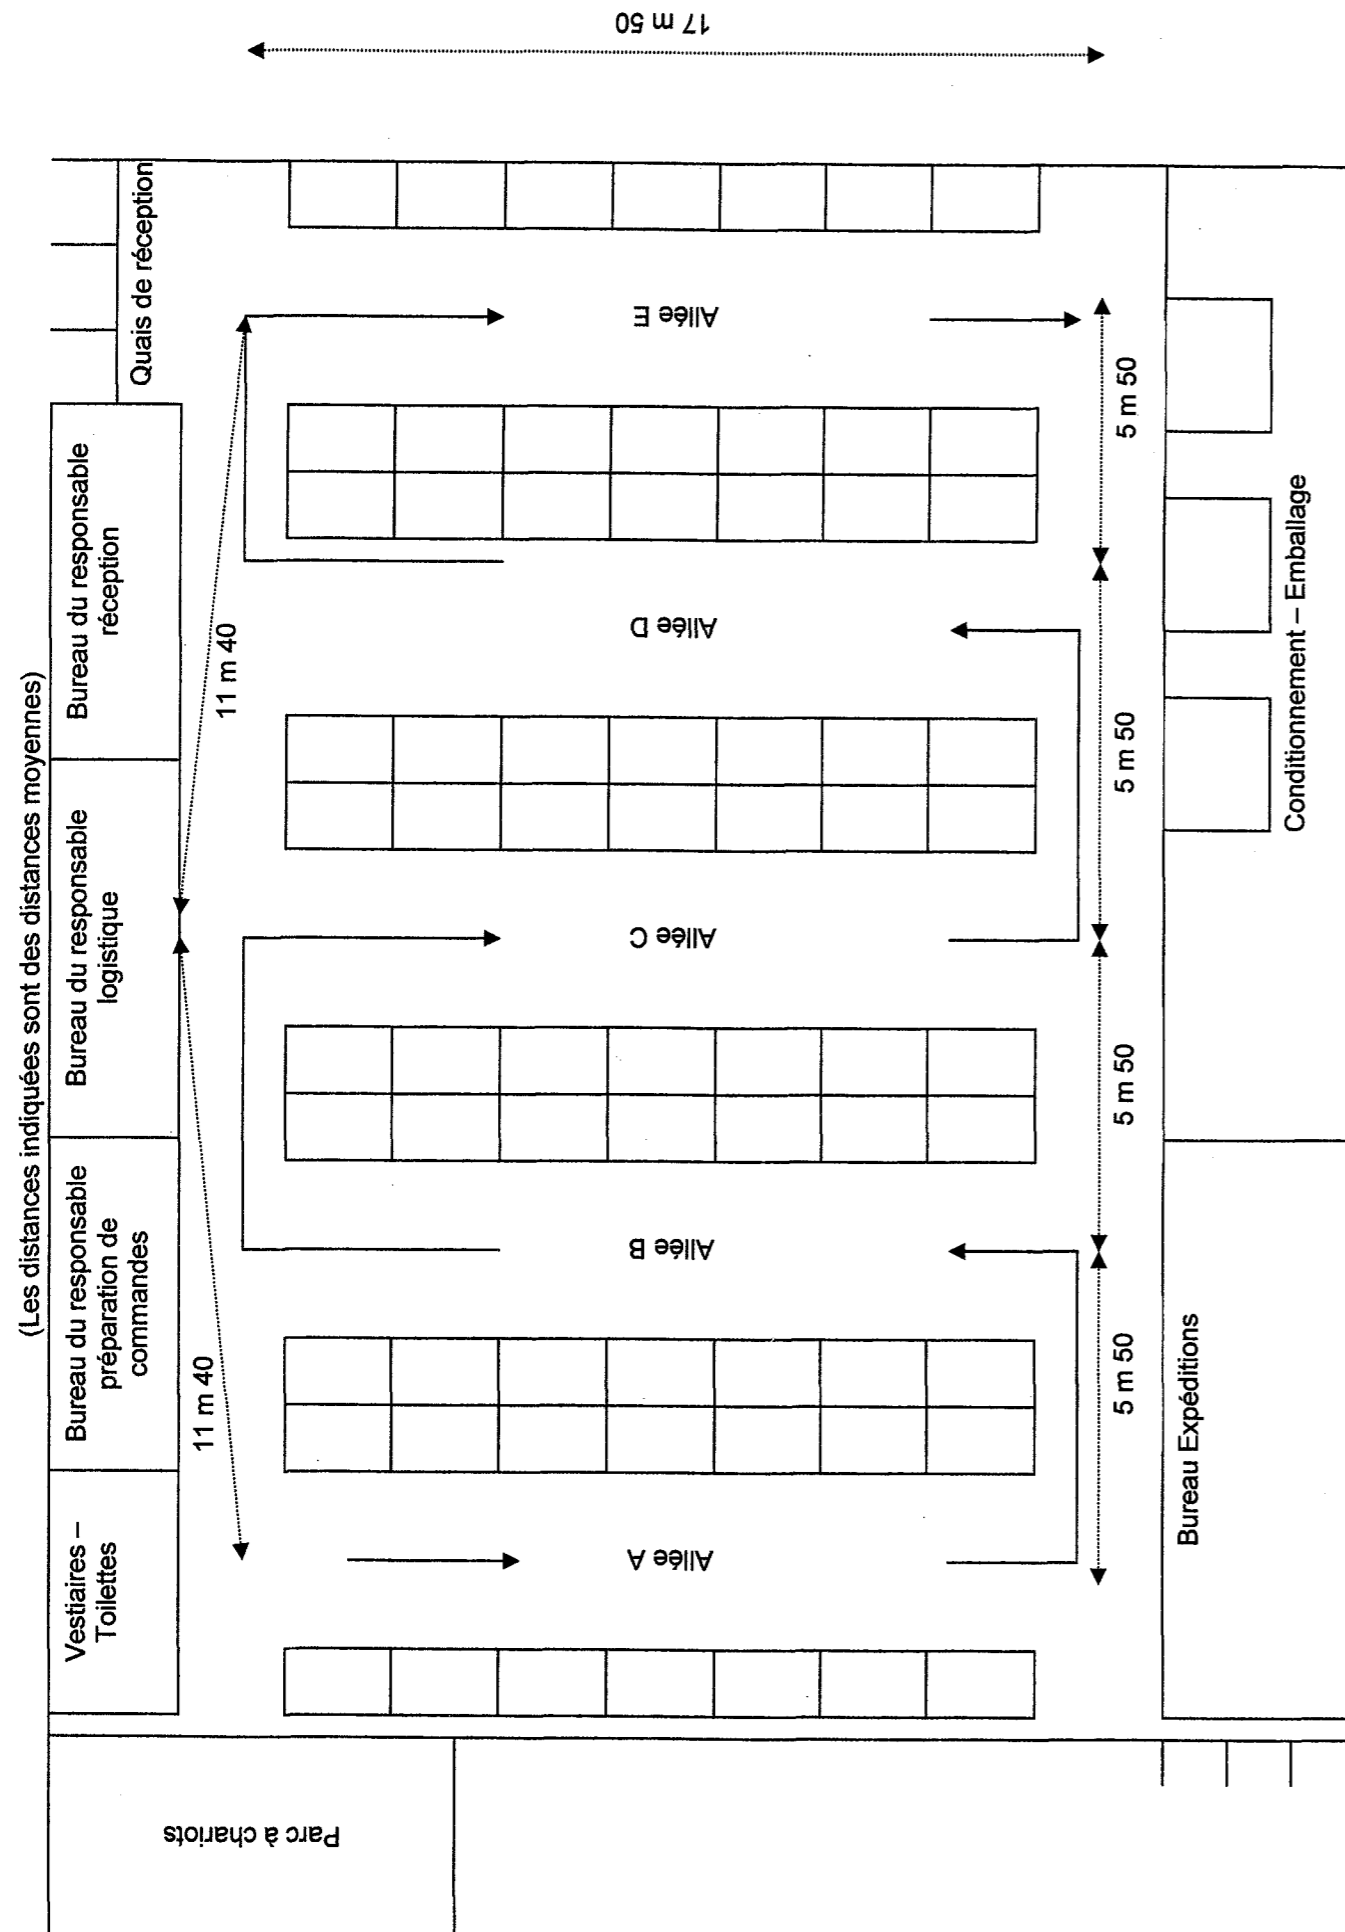 (Les distances indiquées sont des distances moyennes)
Vestiaires –
Toilettes
Bureau du responsable
préparation de
commandes
Bureau du responsable
logistique
Bureau du responsable
réception
Quais de réception
11 m 40
11 m 40
17 m 50
Parc à chariots
Allée A
Allée B
Allée C
Allée D
Allée E
5 m 50
5 m 50
5 m 50
5 m 50
Bureau Expéditions
Conditionnement – Emballage